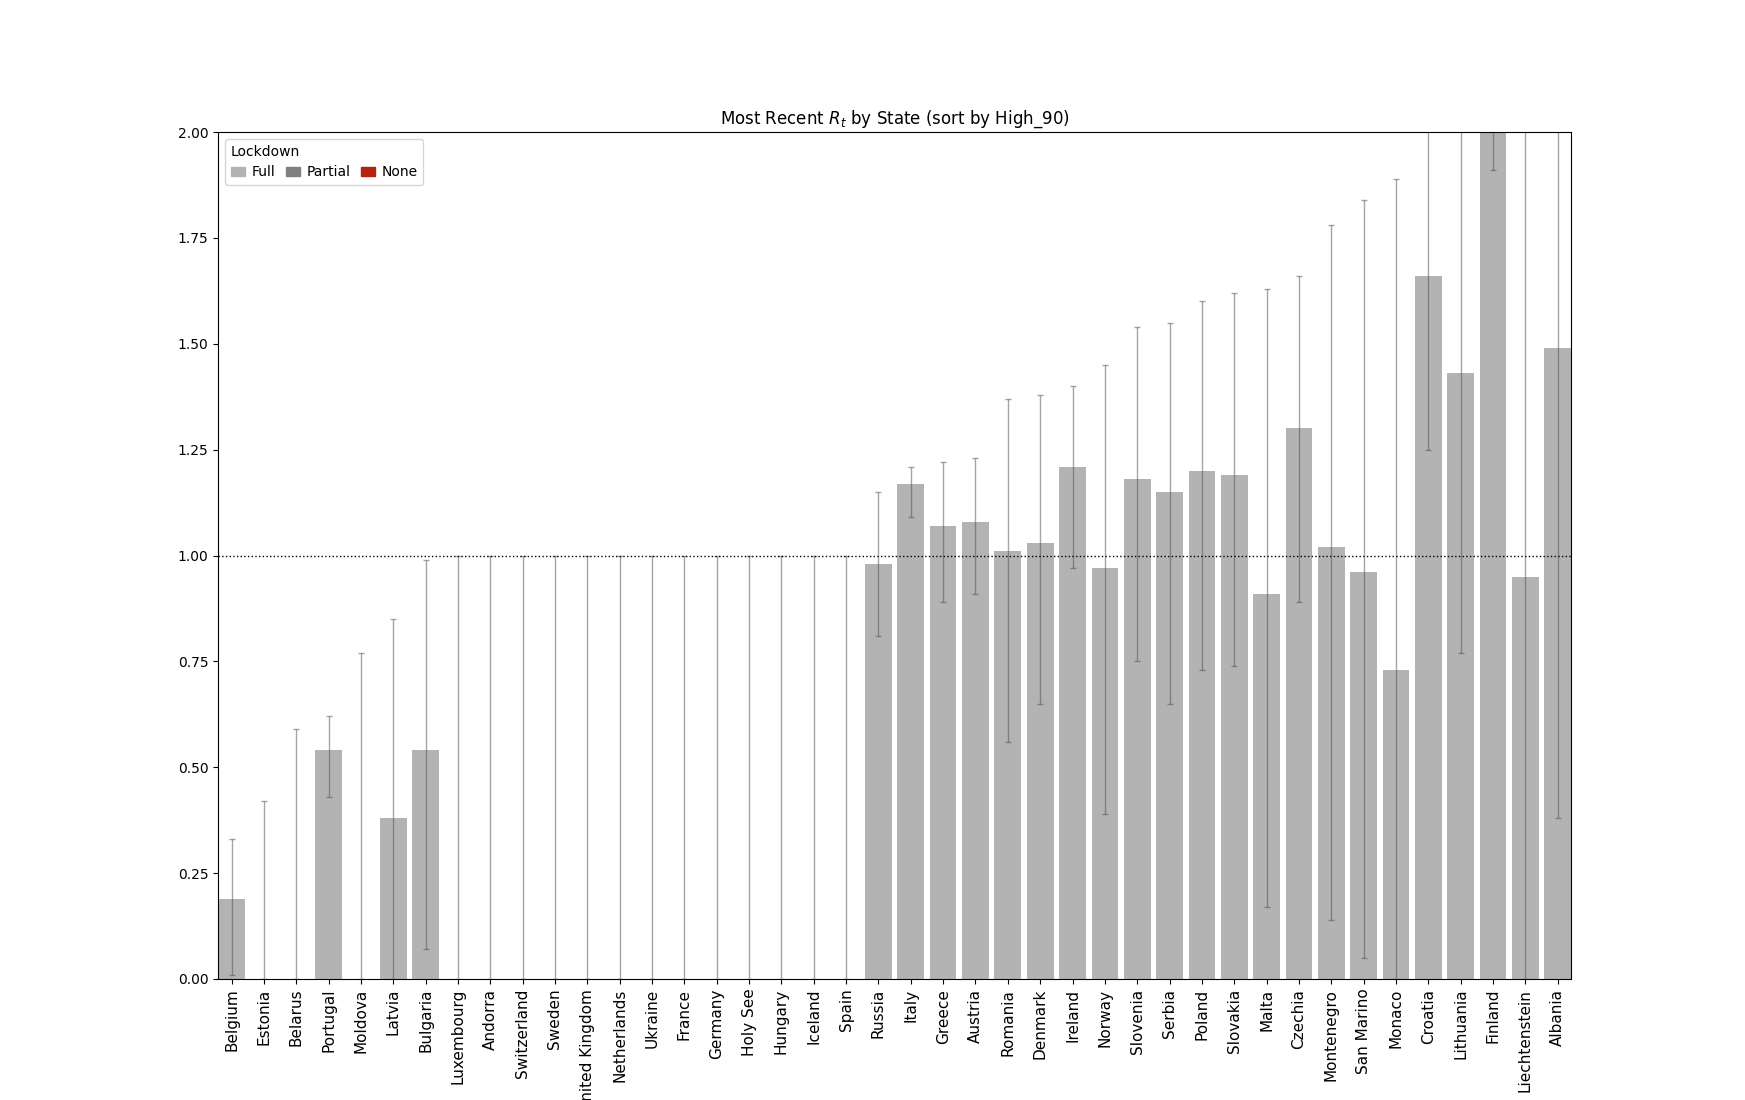 Most Recent Rt by State (sort by High_90)
Lockdown
Full Partial None
2.00
1.75
1.50
1.25
1.00
0.75
0.50
0.25
0.00
Belgium
Estonia
Belarus
Portugal
Moldova
Latvia
Bulgaria
Luxembourg
Andorra
Switzerland
Sweden
nited Kingdom
Netherlands
Ukraine
France
Germany
Holy See
Hungary
Iceland
Spain
Russia
Italy
Greece
Austria
Romania
Denmark
Ireland
Norway
Slovenia
Serbia
Poland
Slovakia
Malta
Czechia
Montenegro
San Marino
Monaco
Croatia
Lithuania
Finland
Liechtenstein
Albania